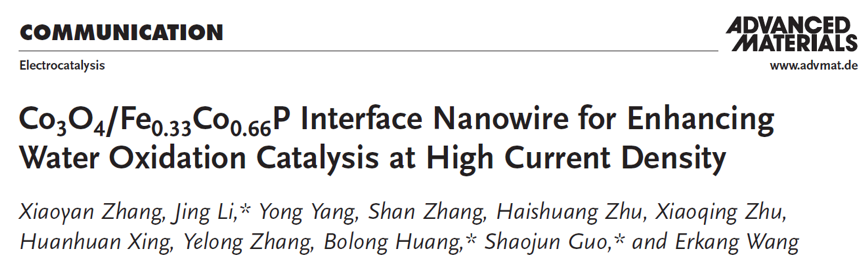 COMMUNICATION
ADVANCED
MATERIALS
Electrocatalysis
www.advmat.de
Co₃O₄/Fe₀.₃₃Co₀.₆₆P Interface Nanowire for Enhancing
Water Oxidation Catalysis at High Current Density
Xiaoyan Zhang, Jing Li,* Yong Yang, Shan Zhang, Haishuang Zhu, Xiaoqing Zhu,
Huanhuan Xing, Yelong Zhang, Bolong Huang,* Shaojun Guo,* and Erkang Wang